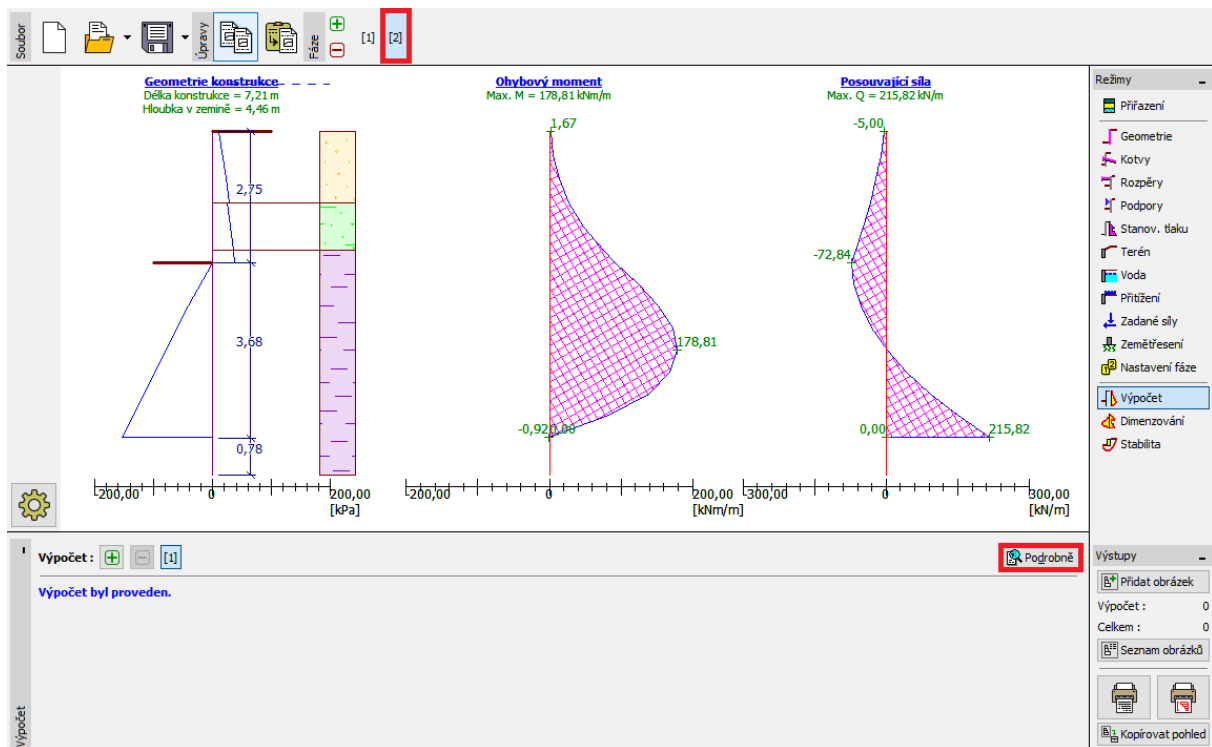 Soubor
Úpravy
Fáze
[1]
[2]
Geometrie konstrukce
Délka konstrukce = 7,21 m
Hloubka v zemině = 4,46 m
2,75
3,68
0,78
-200,00
0
200,00
[kPa]
Ohybový moment
Max. M = 178,81 kNm/m
1,67
178,81
-0,920,00
-200,00
0
200,00
[kNm/m]
Posouvající síla
Max. Q = 215,82 kN/m
-5,00
-72,84
0,00
215,82
-300,00
0
300,00
[kN/m]
Režimy
Přiřazení
Geometrie
Kotvy
Rozpěry
Podpory
Stanov. tlaku
Terén
Voda
Přitížení
Zadané síly
Zemětřesení
Nastavení fáze
Výpočet
Dimenzování
Stabilita
Výpočet
Výpočet : [1]
Podrobně
Výpočet byl proveden.
Výstupy
Přidat obrázek
Výpočet : 0
Celkem : 0
Seznam obrázků
Kopírovat pohled